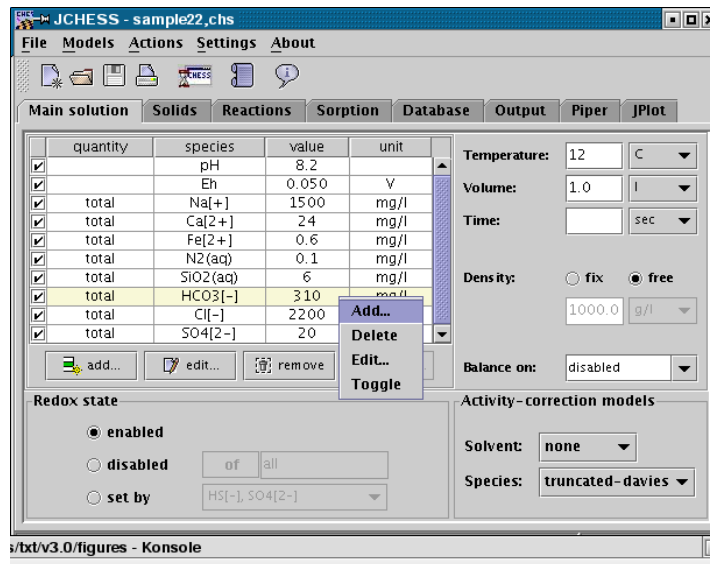 JCHESS - sample22.chs
File Models Actions Settings About
CHESS
Main solution Solids Reactions Sorption Database Output Piper JPlot
quantity species value unit
pH 8.2
Eh 0.050 V
total Na[+] 1500 mg/l
total Ca[2+] 24 mg/l
total Fe[2+] 0.6 mg/l
total N2(aq) 0.1 mg/l
total SiO2(aq) 6 mg/l
total HCO3[-] 310 mg/l
total Cl[-] 2200
total SO4[2-] 20
Add...
Delete
Edit...
Toggle
add... edit... remove
Temperature: 12 C
Volume: 1.0 l
Time: sec
Density: fix free
1000.0 g/l
Balance on: disabled
Redox state
enabled
disabled of all
set by HS[-], SO4[2-]
Activity-correction models
Solvent: none
Species: truncated-davies
s/txt/v3.0/figures - Konsole